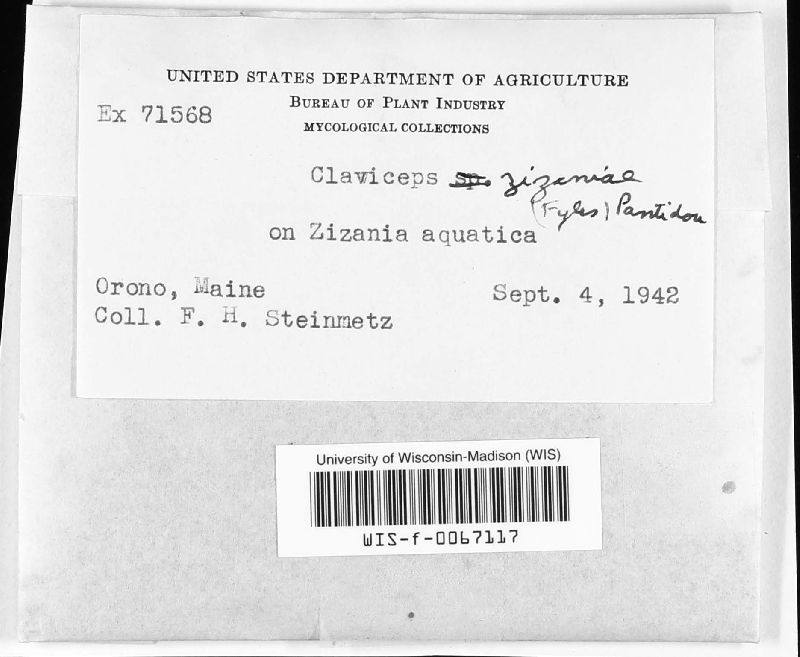 UNITED STATES DEPARTMENT OF AGRICULTURE
BUREAU OF PLANT INDUSTRY
MYCOLOGICAL COLLECTIONS
Ex 71568
Claviceps sp. zizaniae
(Fyles) Pantidou
on Zizania aquatica
Orono, Maine Sept. 4, 1942
Coll. F. H. Steinmetz
University of Wisconsin-Madison (WIS)
WIS-f-0067117